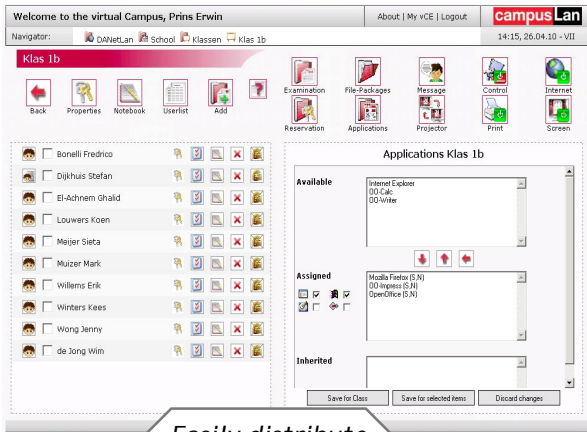 Welcome to the virtual Campus, Prins Erwin
About | My vCE | Logout
campusLan
Navigator:
DANetLan School Klassen Klas 1b
14:15, 26.04.10 - VII
Klas 1b
Back
Properties
Notebook
Userlist
Add
Examination
File-Packages
Message
Control
Internet
Reservation
Applications
Projector
Print
Screen
Bonelli Fredrico
Dijkhuis Stefan
El-Achnem Ghalid
Louwers Koen
Meijer Sieta
Muizer Mark
Willems Erik
Winters Kees
Wong Jenny
de Jong Wim
Applications Klas 1b
Available
Internet Explorer
OO-Calc
OO-Writer
Assigned
Mozilla Firefox (S,N)
OO-Impress (S,N)
OpenOffice (S,N)
Inherited
Save for Class
Save for selected items
Discard changes
Easily distribute